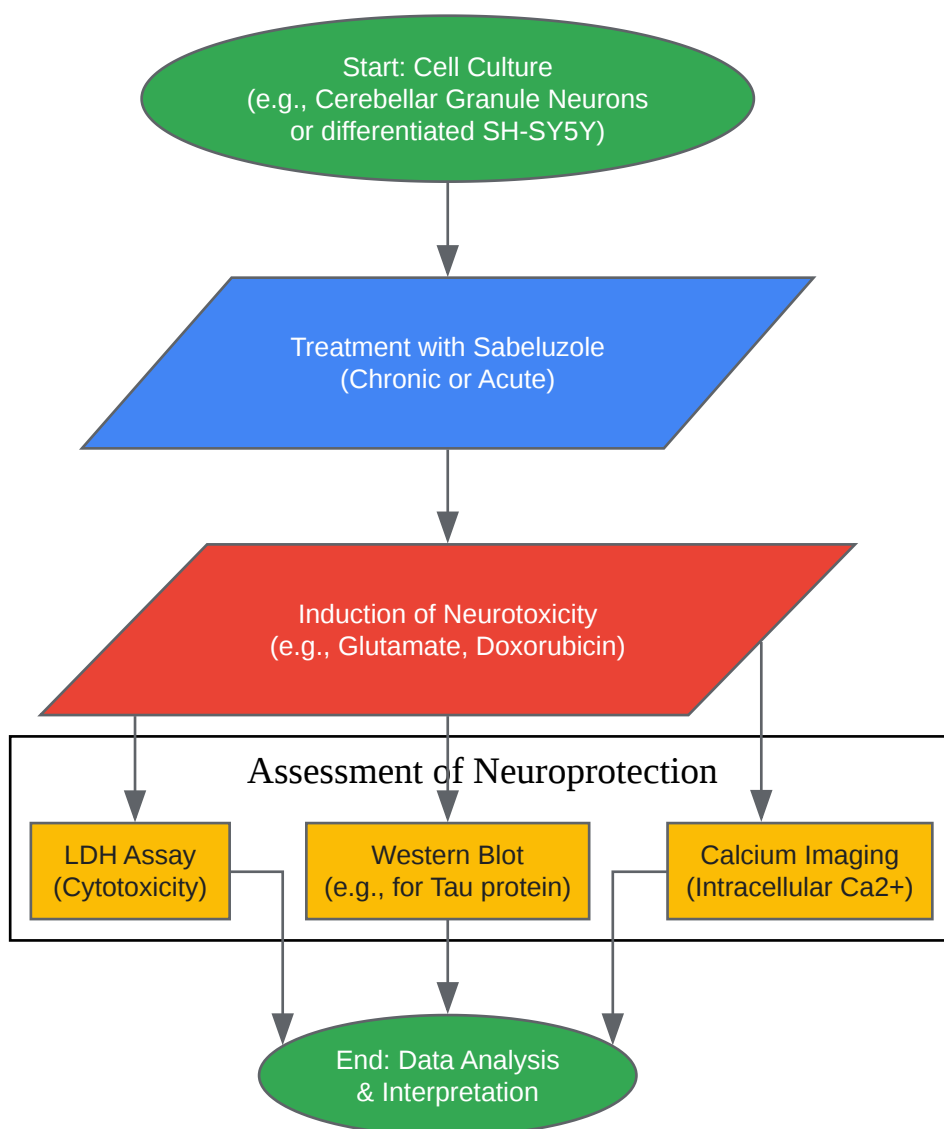 Start: Cell Culture
(e.g., Cerebellar Granule Neurons
or differentiated SH-SY5Y)
Treatment with Sabeluzole
(Chronic or Acute)
Induction of Neurotoxicity
(e.g., Glutamate, Doxorubicin)
Assessment of Neuroprotection
LDH Assay
(Cytotoxicity)
Western Blot
(e.g., for Tau protein)
Calcium Imaging
(Intracellular Ca2+)
End: Data Analysis
& Interpretation